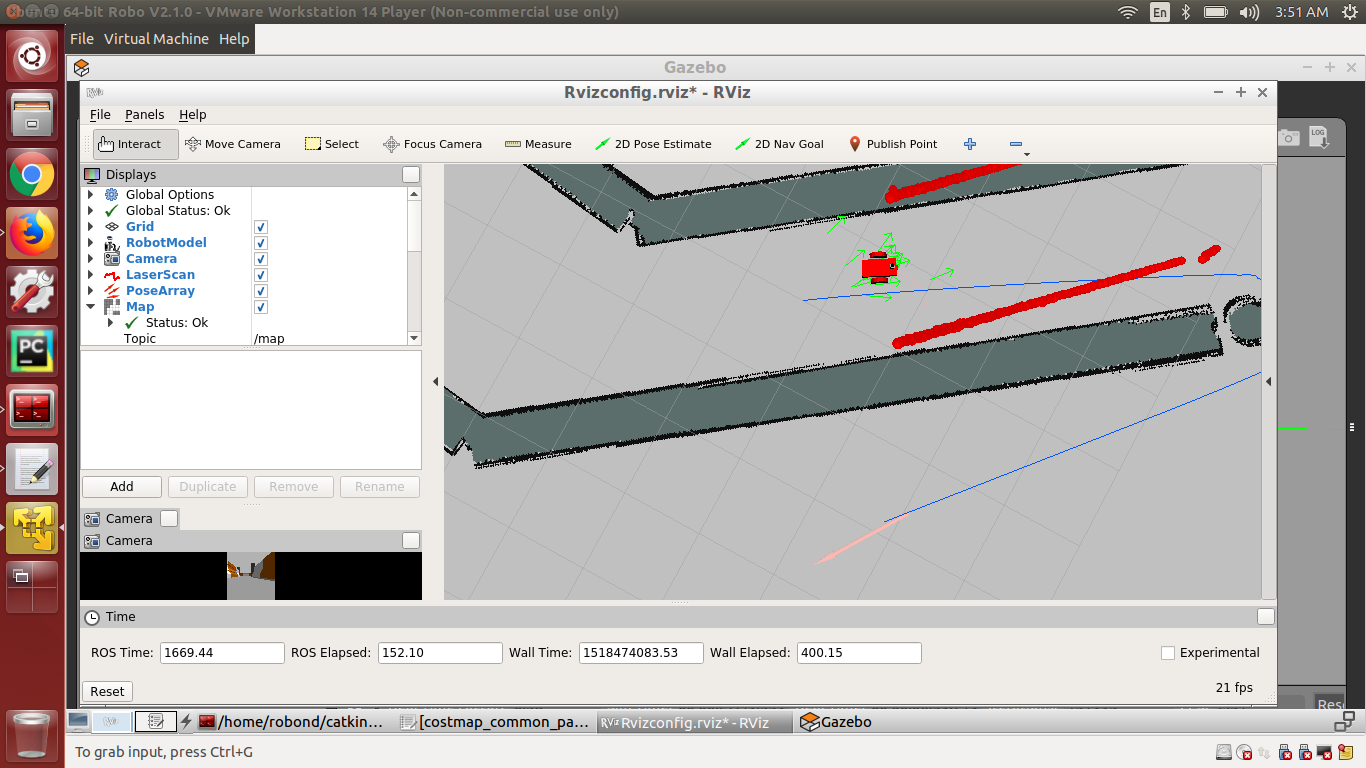 64-bit Robo V2.1.0 - VMware Workstation 14 Player (Non-commercial use only)
En
3:51 AM
File Virtual Machine Help
Gazebo
Rvizconfig.rviz* - RViz
File Panels Help
Interact Move Camera Select Focus Camera Measure 2D Pose Estimate 2D Nav Goal Publish Point
LOG
Displays
Global Options
Global Status: Ok
Grid
RobotModel
Camera
LaserScan
PoseArray
Map
Status: Ok
Topic /map
Add Duplicate Remove Rename
Camera
Camera
Time
ROS Time: 1669.44 ROS Elapsed: 152.10 Wall Time: 1518474083.53 Wall Elapsed: 400.15 Experimental
Reset
21 fps
/home/robond/catkin... [costmap_common_pa... Rvizconfig.rviz* - RViz Gazebo
To grab input, press Ctrl+G